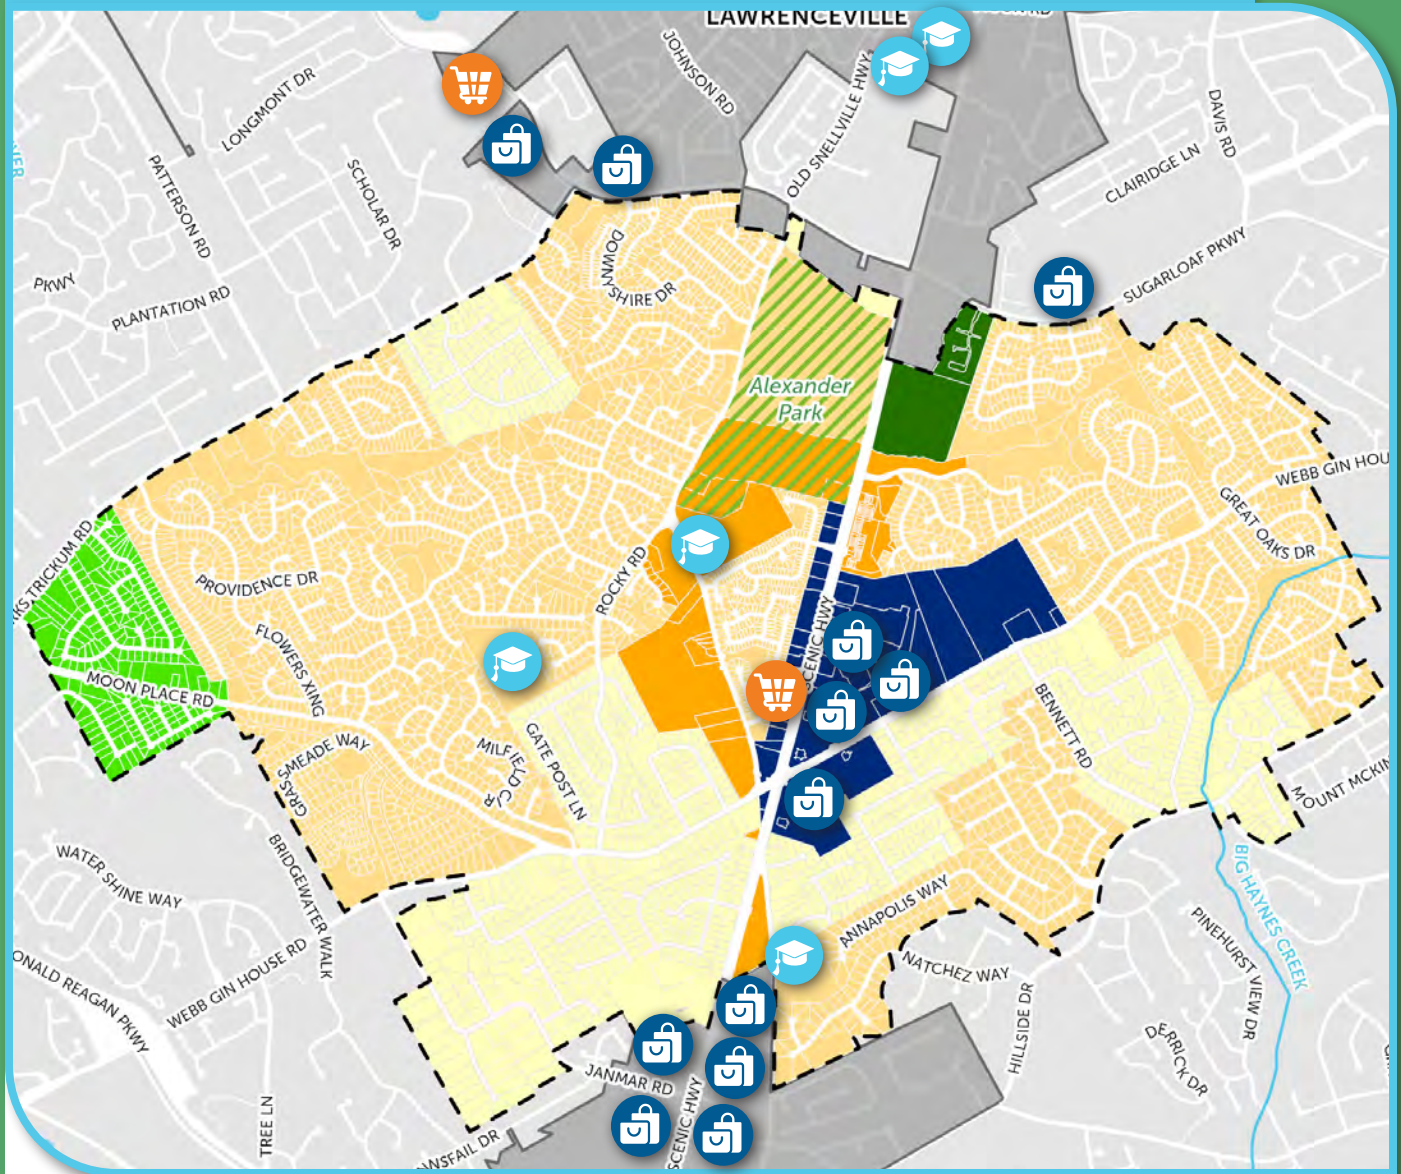 LAWRENCEVILLE
JOHNSON RD
LONGMONT DR
OLD SNELLVILLE HWY
DAVIS RD
CLAIRIDGE LN
PATTERSON RD
SCHOLAR DR
SUGARLOAF PKWY
PKWY
PLANTATION RD
DOWNYSHIRE DR
Alexander
Park
WEBB GIN HOU
GREAT OAKS DR
KS TRICKUM RD
PROVIDENCE DR
ROCKY RD
FLOWERS XING
SCENIC HWY
MOON PLACE RD
BENNETT RD
GRASSMEADE WAY
MILFIELD CIR
GATE POST LN
MOUNT MCKIN
WATER SHINE WAY
BRIDGEWATER WALK
BIG HAYNES CREEK
ANNAPOLIS WAY
ONALD REAGAN PKWY
WEBB GIN HOUSE RD
NATCHEZ WAY
PINEHURST VIEW DR
HILLSIDE DR
DERRICK DR
JANMAR RD
SCENIC HWY
TREE LN
WNSFAIL DR